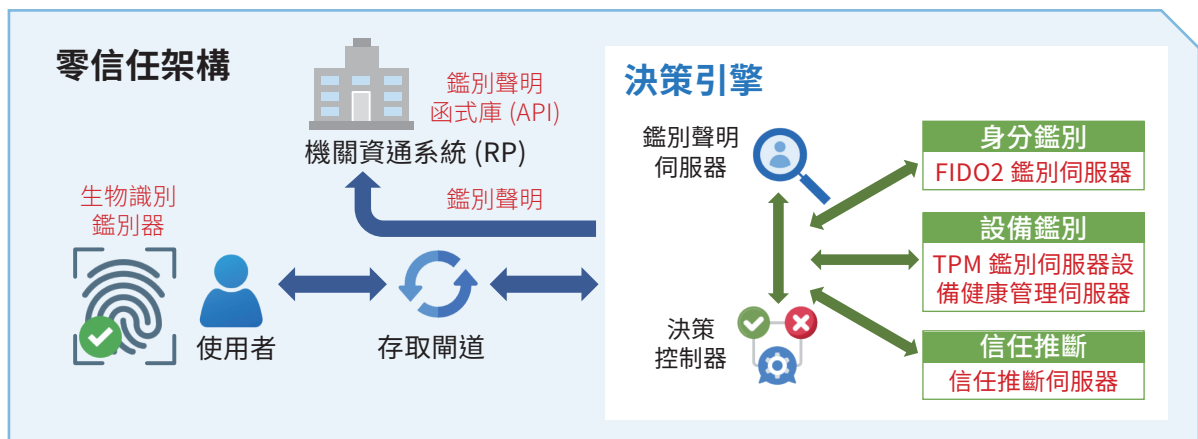 零信任架構
鑑別聲明
函式庫 (API)
機關資通系統 (RP)
生物識別
鑑別器
鑑別聲明
使用者
存取閘道
決策引擎
鑑別聲明
伺服器
決策
控制器
身分鑑別
FIDO2 鑑別伺服器
設備鑑別
TPM 鑑別伺服器設
備健康管理伺服器
信任推斷
信任推斷伺服器